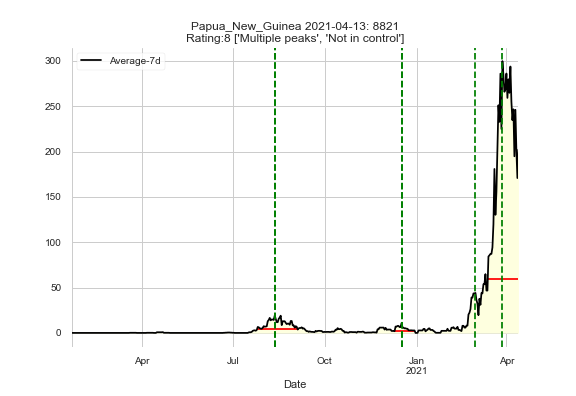 Papua_New_Guinea 2021-04-13: 8821
Rating:8 ['Multiple peaks', 'Not in control']
Average-7d
300
250
200
150
100
50
0
Apr
Jul
Oct
Jan
2021
Apr
Date